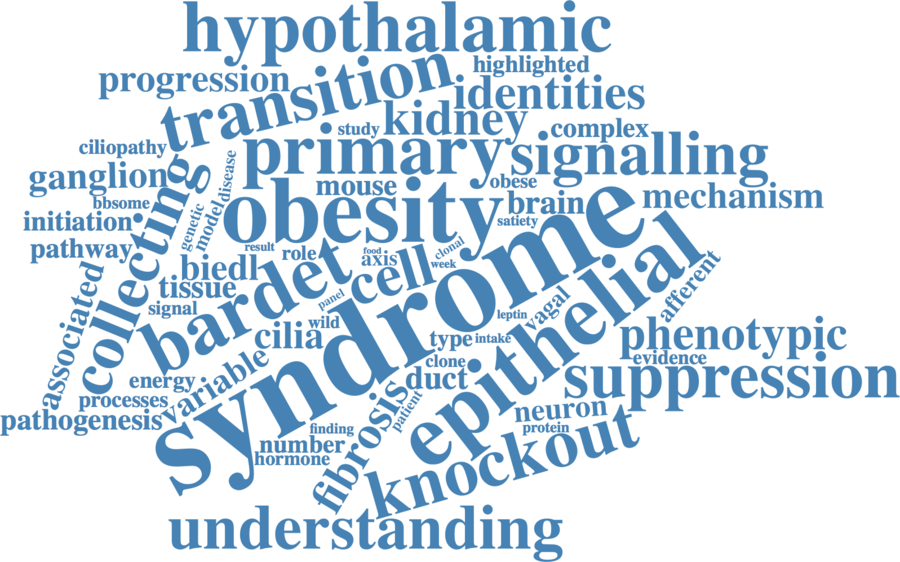 hypothalamic
highlighted
progression
transition
identities
study
kidney
complex
ciliopathy
primary
signalling
ganglion
disease
mouse
obese
mechanism
bbsome
collecting
obesity
brain
initiation
genetic
model
satiety
syndrome
pathway
result
role
food
axis
clonal
week
biedl
bardet
cell
epithelial
afferent
associated
tissue
signal
panel
leptin
vagal
cilia
wild
type
intake
phenotypic
variable
clone
evidence
energy
duct
suppression
processes
pathogenesis
fibrosis
patient
neuron
finding
protein
number
hormone
knockout
understanding